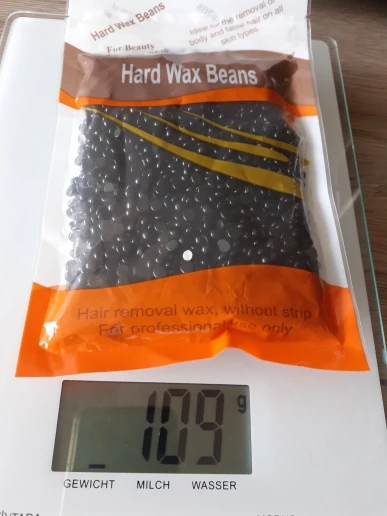 Hard Wax Beans
For Beauty
Ideal for the removal of
body and facial hair on all
skin types
Hard Wax Beans
Hair removal wax, without strip
For professional use only
109 g
GEWICHT MILCH WASSER
TARA